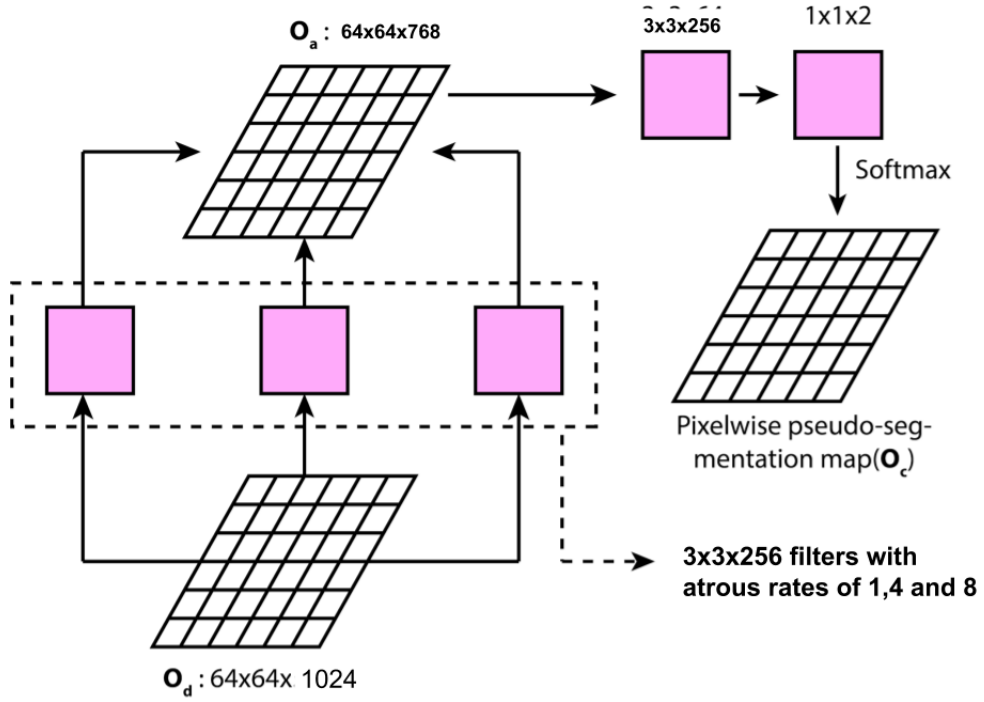 O_a : 64x64x768
3x3x256
1x1x2
Softmax
Pixelwise pseudo-seg-
mentation map(O_c)
3x3x256 filters with
atrous rates of 1,4 and 8
O_d : 64x64x 1024